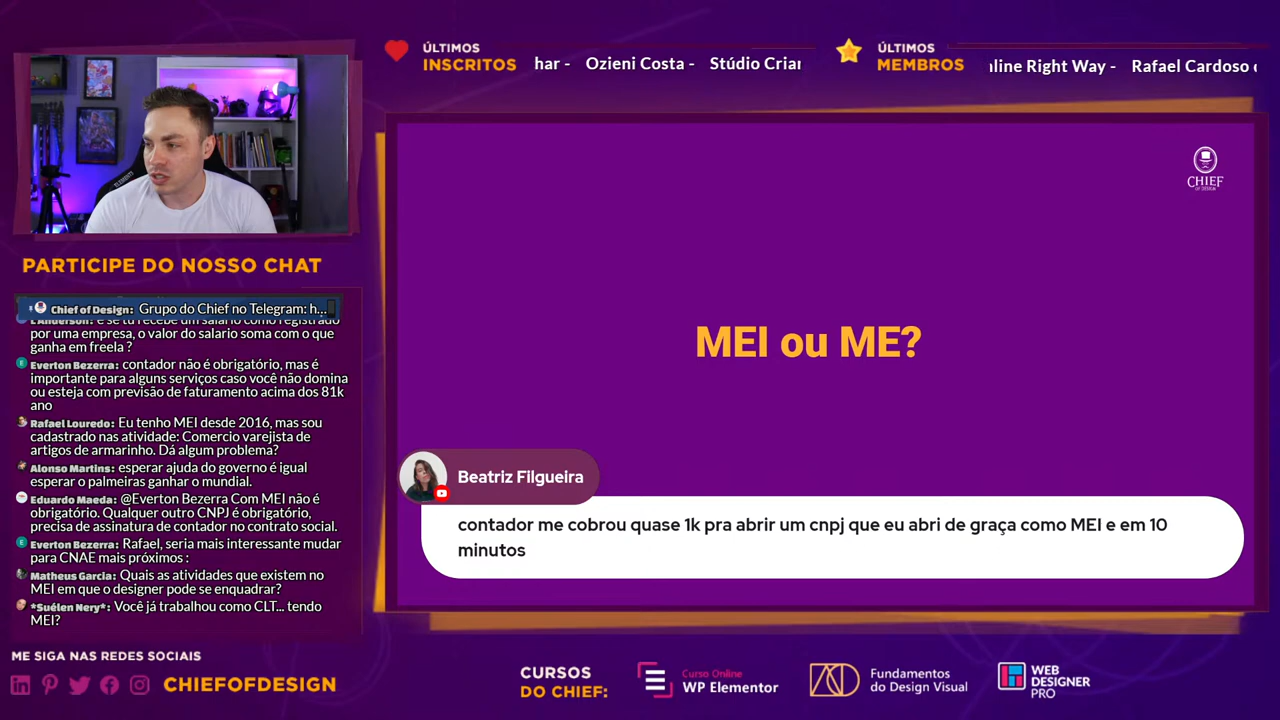 ÚLTIMOS
INSCRITOS
har - Ozieni Costa - Stúdio Criar
ÚLTIMOS
MEMBROS
line Right Way - Rafael Cardoso
CHIEF
OF DESIGN
MEI ou ME?
Beatriz Filgueira
contador me cobrou quase 1k pra abrir um cnpj que eu abri de graça como MEI e em 10
minutos
PARTICIPE DO NOSSO CHAT
Chief of Design: Grupo do Chief no Telegram: h...
L'Anderson: e se tu recebe um salario como registrado
por uma empresa, o valor do salario soma com o que
ganha em freela ?
Everton Bezerra: contador não é obrigatório, mas é
importante para alguns serviços caso você não domina
ou esteja com previsão de faturamento acima dos 81k
ano
Rafael Louredo: Eu tenho MEI desde 2016, mas sou
cadastrado nas atividade: Comercio varejista de
artigos de armarinho. Dá algum problema?
Alonso Martins: esperar ajuda do governo é igual
esperar o palmeiras ganhar o mundial.
Eduardo Maeda: @Everton Bezerra Com MEI não é
obrigatório. Qualquer outro CNPJ é obrigatório,
precisa de assinatura de contador no contrato social.
Everton Bezerra: Rafael, seria mais interessante mudar
para CNAE mais próximos :
Matheus Garcia: Quais as atividades que existem no
MEI em que o designer pode se enquadrar?
*Suélen Nery*: Você já trabalhou como CLT... tendo
MEI?
ME SIGA NAS REDES SOCIAIS
CHIEFOFDESIGN
CURSOS
DO CHIEF:
Curso Online
WP Elementor
Fundamentos
do Design Visual
WEB
DESIGNER
PRO